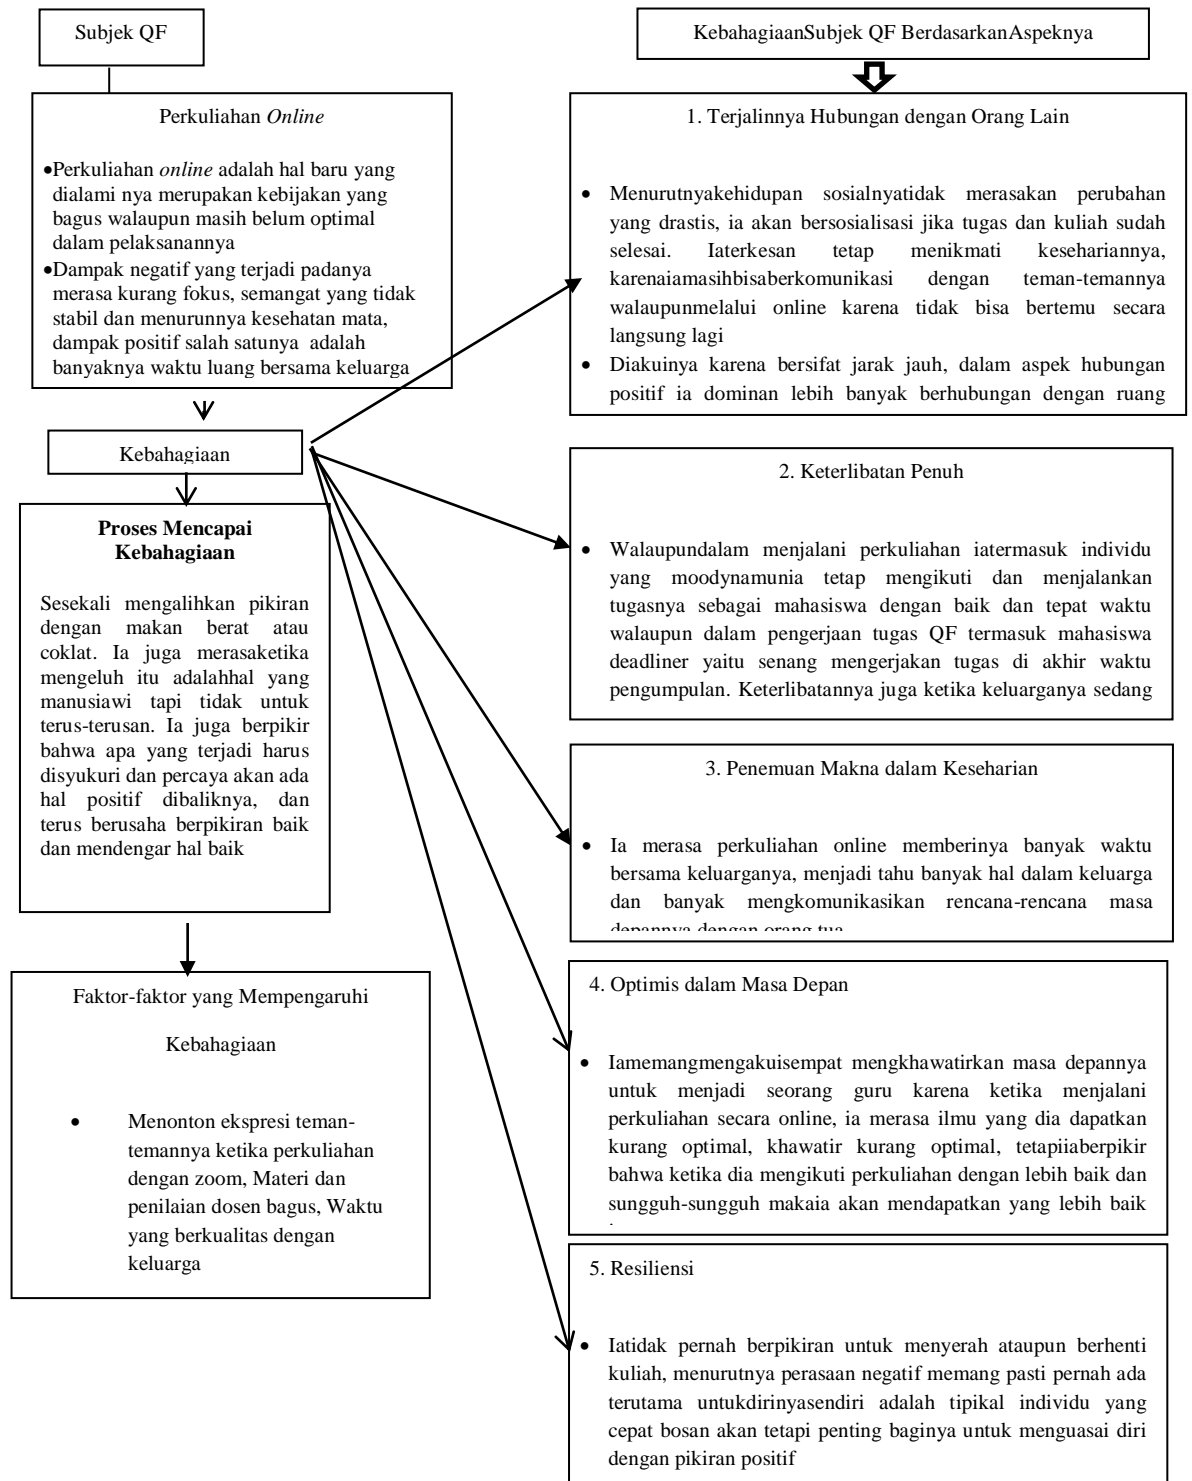 Subjek QF
Perkuliahan Online
•Perkuliahan online adalah hal baru yang
dialami nya merupakan kebijakan yang
bagus walaupun masih belum optimal
dalam pelaksanannya
•Dampak negatif yang terjadi padanya
merasa kurang fokus, semangat yang tidak
stabil dan menurunnya kesehatan mata,
dampak positif salah satunya adalah
banyaknya waktu luang bersama keluarga
Kebahagiaan
Proses Mencapai
Kebahagiaan
Sesekali mengalihkan pikiran
dengan makan berat atau
coklat. Ia juga merasaketika
mengeluh itu adalahhal yang
manusiawi tapi tidak untuk
terus-terusan. Ia juga berpikir
bahwa apa yang terjadi harus
disyukuri dan percaya akan ada
hal positif dibaliknya, dan
terus berusaha berpikiran baik
dan mendengar hal baik
Faktor-faktor yang Mempengaruhi
Kebahagiaan
• Menonton ekspresi teman-
temannya ketika perkuliahan
dengan zoom, Materi dan
penilaian dosen bagus, Waktu
yang berkualitas dengan
keluarga
KebahagiaanSubjek QF BerdasarkanAspeknya
1. Terjalinnya Hubungan dengan Orang Lain
• Menurutnyakehidupan sosialnyatidak merasakan perubahan
yang drastis, ia akan bersosialisasi jika tugas dan kuliah sudah
selesai. Iaterkesan tetap menikmati kesehariannya,
karenaiamasihbisaberkomunikasi dengan teman-temannya
walaupunmelalui online karena tidak bisa bertemu secara
langsung lagi
• Diakuinya karena bersifat jarak jauh, dalam aspek hubungan
positif ia dominan lebih banyak berhubungan dengan ruang
2. Keterlibatan Penuh
• Walaupundalam menjalani perkuliahan iatermasuk individu
yang moodynamunia tetap mengikuti dan menjalankan
tugasnya sebagai mahasiswa dengan baik dan tepat waktu
walaupun dalam pengerjaan tugas QF termasuk mahasiswa
deadliner yaitu senang mengerjakan tugas di akhir waktu
pengumpulan. Keterlibatannya juga ketika keluarganya sedang
3. Penemuan Makna dalam Keseharian
• Ia merasa perkuliahan online memberinya banyak waktu
bersama keluarganya, menjadi tahu banyak hal dalam keluarga
dan banyak mengkomunikasikan rencana-rencana masa
depannya dengan orang tua
4. Optimis dalam Masa Depan
• Iamemangmengakuisempat mengkhawatirkan masa depannya
untuk menjadi seorang guru karena ketika menjalani
perkuliahan secara online, ia merasa ilmu yang dia dapatkan
kurang optimal, khawatir kurang optimal, tetapiiaberpikir
bahwa ketika dia mengikuti perkuliahan dengan lebih baik dan
sungguh-sungguh makaia akan mendapatkan yang lebih baik
5. Resiliensi
• Iatidak pernah berpikiran untuk menyerah ataupun berhenti
kuliah, menurutnya perasaan negatif memang pasti pernah ada
terutama untukdirinyasendiri adalah tipikal individu yang
cepat bosan akan tetapi penting baginya untuk menguasai diri
dengan pikiran positif